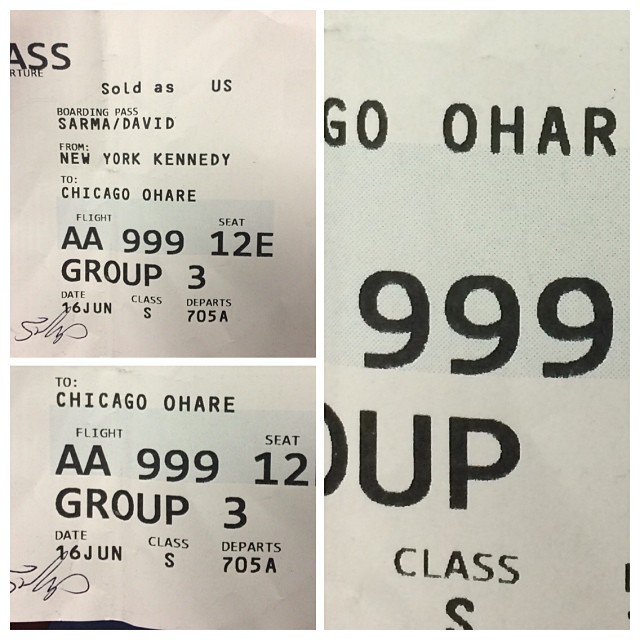 ASS
RTURE
Sold as US
BOARDING PASS
SARMA/DAVID
FROM:
NEW YORK KENNEDY
TO:
CHICAGO OHARE
FLIGHT SEAT
AA 999 12E
GROUP 3
DATE CLASS DEPARTS
16JUN S 705A
TO:
CHICAGO OHARE
FLIGHT SEAT
AA 999 12
GROUP 3
DATE CLASS DEPARTS
16JUN S 705A
GO OHAR
999
OUP
CLASS
S